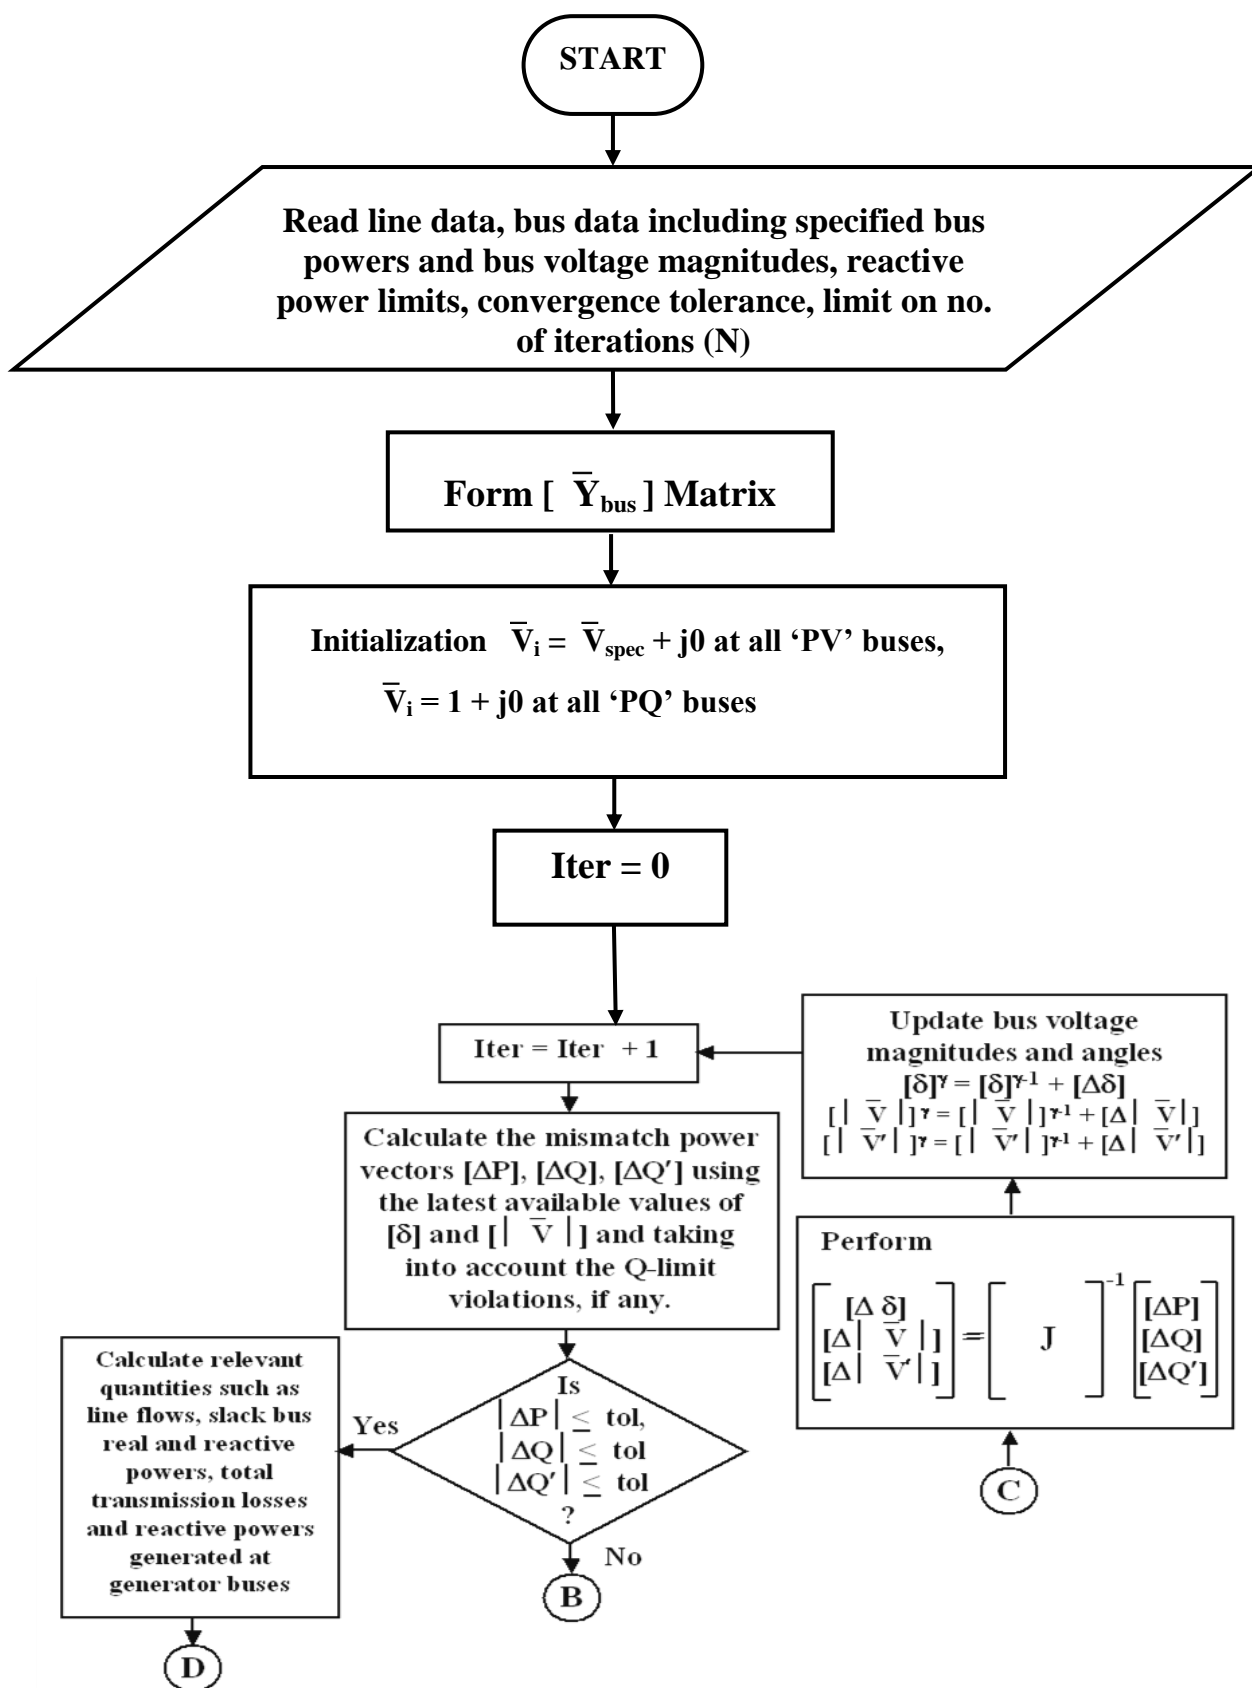 START
Read line data, bus data including specified bus
powers and bus voltage magnitudes, reactive
power limits, convergence tolerance, limit on no.
of iterations (N)
Form [ Y̅bus ] Matrix
Initialization V̅i = V̅spec + j0 at all ‘PV’ buses,
V̅i = 1 + j0 at all ‘PQ’ buses
Iter = 0
Iter = Iter + 1
Update bus voltage
magnitudes and angles
[δ]^γ = [δ]^γ-1 + [Δδ]
[| V̅ |]^γ = [| V̅ |]^γ-1 + [Δ| V̅|]
[| V̅′| ]^γ = [| V̅′| ]^γ-1 + [Δ| V̅′|]
Calculate the mismatch power
vectors [ΔP], [ΔQ], [ΔQ′] using
the latest available values of
[δ] and [| V̅ |] and taking
into account the Q-limit
violations, if any.
Perform
[Δ δ]
[Δ| V̅ |]
[Δ| V̅′|]
=
J
-1
[ΔP]
[ΔQ]
[ΔQ′]
C
Is
|ΔP| ≤ tol,
|ΔQ| ≤ tol
|ΔQ′| ≤ tol
?
Yes
No
B
Calculate relevant
quantities such as
line flows, slack bus
real and reactive
powers, total
transmission losses
and reactive powers
generated at
generator buses
D